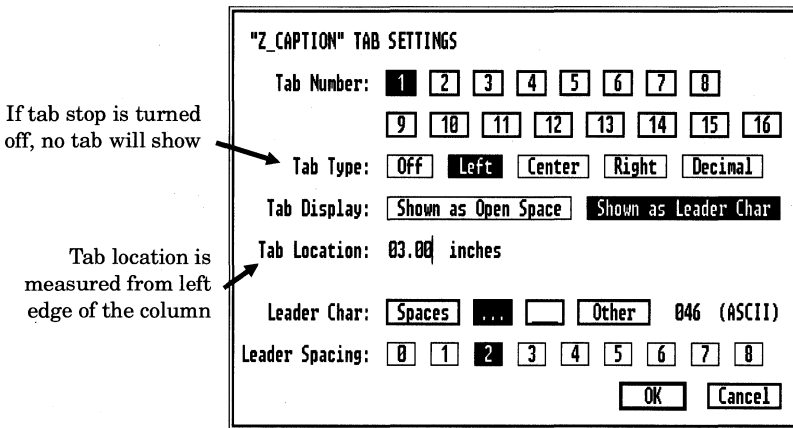 "Z_CAPTION" TAB SETTINGS
Tab Number: 1 2 3 4 5 6 7 8
9 10 11 12 13 14 15 16
If tab stop is turned
off, no tab will show
Tab Type: Off Left Center Right Decimal
Tab Display: Shown as Open Space Shown as Leader Char
Tab Location: 03.00 inches
Tab location is
measured from left
edge of the column
Leader Char: Spaces ... __ Other 046 (ASCII)
Leader Spacing: 0 1 2 3 4 5 6 7 8
OK Cancel